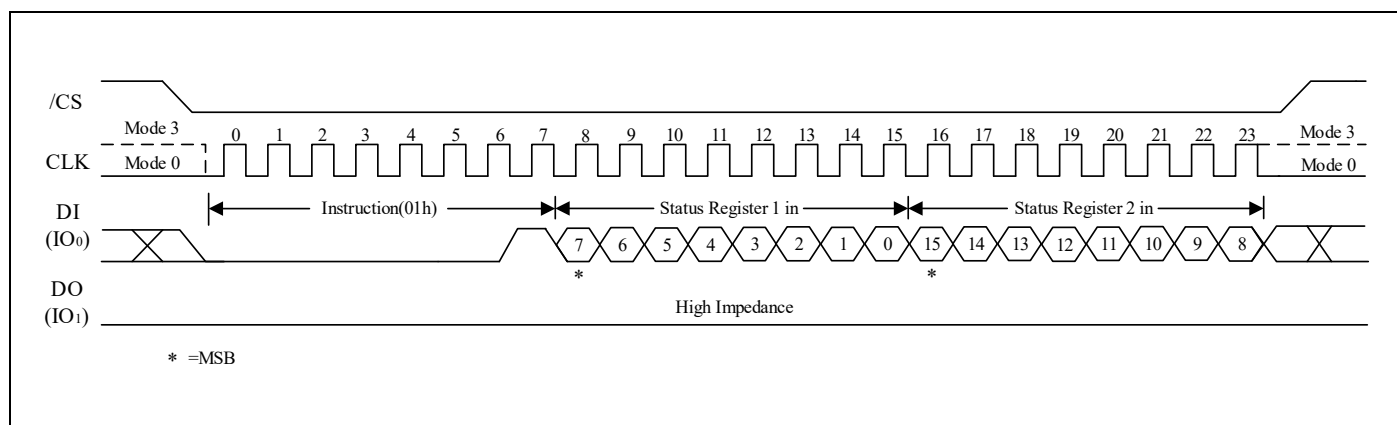 /CS
Mode 3
0 1 2 3 4 5 6 7 8 9 10 11 12 13 14 15 16 17 18 19 20 21 22 23
Mode 3
CLK
Mode 0
Mode 0
DI
(IO0)
Instruction(01h)
Status Register 1 in
Status Register 2 in
7 6 5 4 3 2 1 0 15 14 13 12 11 10 9 8
* *
DO
(IO1)
High Impedance
* =MSB